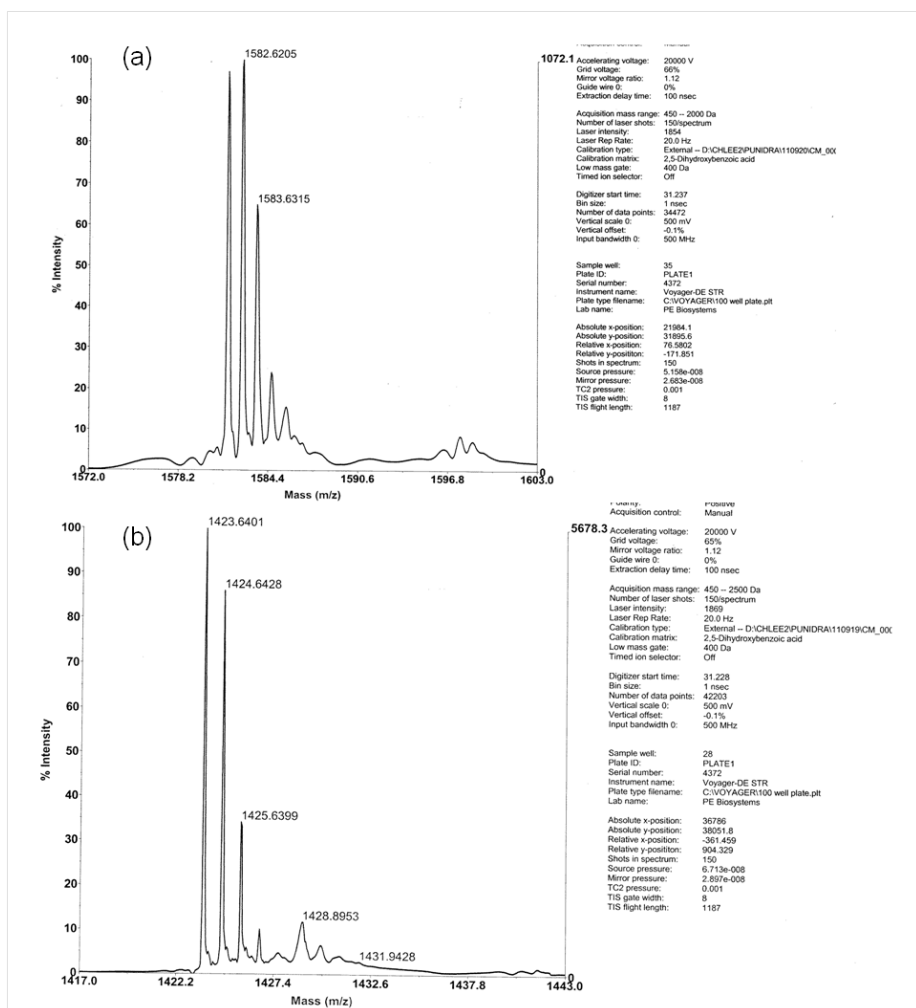 (a)
1582.6205
1583.6315
100
90
80
70
60
50
40
30
20
10
0
% Intensity
1072.1
0
1572.0 1578.2 1584.4 1590.6 1596.8 1603.0
Mass (m/z)
Accelerating voltage: 20000 V
Grid voltage: 66%
Mirror voltage ratio: 1.12
Guide wire 0: 0%
Extraction delay time: 100 nsec
Acquisition mass range: 450 -- 2000 Da
Number of laser shots: 150/spectrum
Laser intensity: 1854
Laser Rep Rate: 20.0 Hz
Calibration type: External -- D:\CHLEE2\PUNIDRA\110920\CM_00(
Calibration matrix: 2,5-Dihydroxybenzoic acid
Low mass gate: 400 Da
Timed ion selector: Off
Digitizer start time: 31.237
Bin size: 1 nsec
Number of data points: 34472
Vertical scale 0: 500 mV
Vertical offset: -0.1%
Input bandwidth 0: 500 MHz
Sample well: 35
Plate ID: PLATE1
Serial number: 4372
Instrument name: Voyager-DE STR
Plate type filename: C:\VOYAGER\100 well plate.plt
Lab name: PE Biosystems
Absolute x-position: 21984.1
Absolute y-position: 31895.6
Relative x-position: 76.5802
Relative y-posititon: -171.851
Shots in spectrum: 150
Source pressure: 5.158e-008
Mirror pressure: 2.683e-008
TC2 pressure: 0.001
TIS gate width: 8
TIS flight length: 1187
(b)
1423.6401
1424.6428
1425.6399
1428.8953
1431.9428
100
90
80
70
60
50
40
30
20
10
0
% Intensity
5678.3
0
1417.0 1422.2 1427.4 1432.6 1437.8 1443.0
Mass (m/z)
Acquisition control: Manual
Accelerating voltage: 20000 V
Grid voltage: 65%
Mirror voltage ratio: 1.12
Guide wire 0: 0%
Extraction delay time: 100 nsec
Acquisition mass range: 450 -- 2500 Da
Number of laser shots: 150/spectrum
Laser intensity: 1869
Laser Rep Rate: 20.0 Hz
Calibration type: External -- D:\CHLEE2\PUNIDRA\110919\CM_00(
Calibration matrix: 2,5-Dihydroxybenzoic acid
Low mass gate: 400 Da
Timed ion selector: Off
Digitizer start time: 31.228
Bin size: 1 nsec
Number of data points: 42203
Vertical scale 0: 500 mV
Vertical offset: -0.1%
Input bandwidth 0: 500 MHz
Sample well: 28
Plate ID: PLATE1
Serial number: 4372
Instrument name: Voyager-DE STR
Plate type filename: C:\VOYAGER\100 well plate.plt
Lab name: PE Biosystems
Absolute x-position: 36786
Absolute y-position: 38051.8
Relative x-position: -361.459
Relative y-posititon: 904.329
Shots in spectrum: 150
Source pressure: 6.713e-008
Mirror pressure: 2.897e-008
TC2 pressure: 0.001
TIS gate width: 8
TIS flight length: 1187